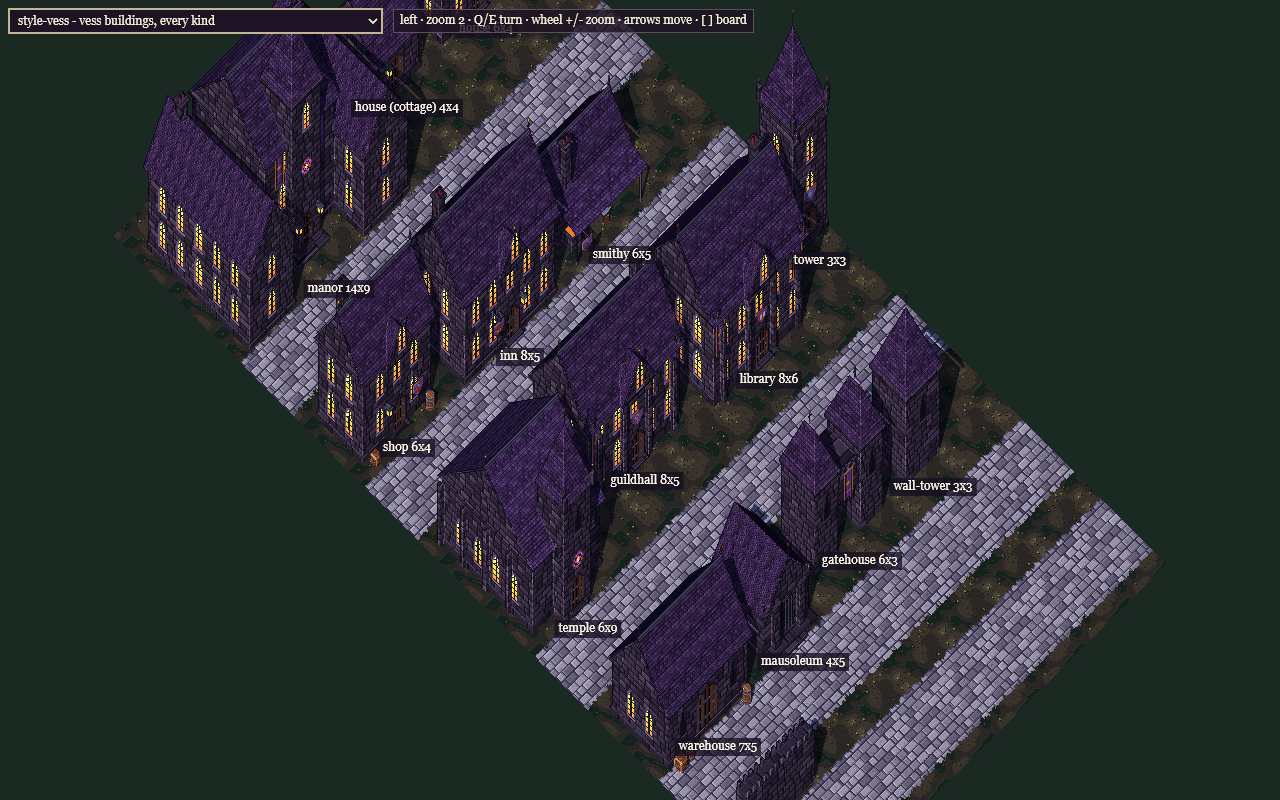 style-vess - vess buildings, every kind
left · zoom 2 · Q/E turn · wheel +/- zoom · arrows move · [ ] board
house 6x4
house (cottage) 4x4
smithy 6x5
tower 3x3
manor 14x9
inn 8x5
library 8x6
shop 6x4
guildhall 8x5
wall-tower 3x3
gatehouse 6x3
temple 6x9
mausoleum 4x5
warehouse 7x5